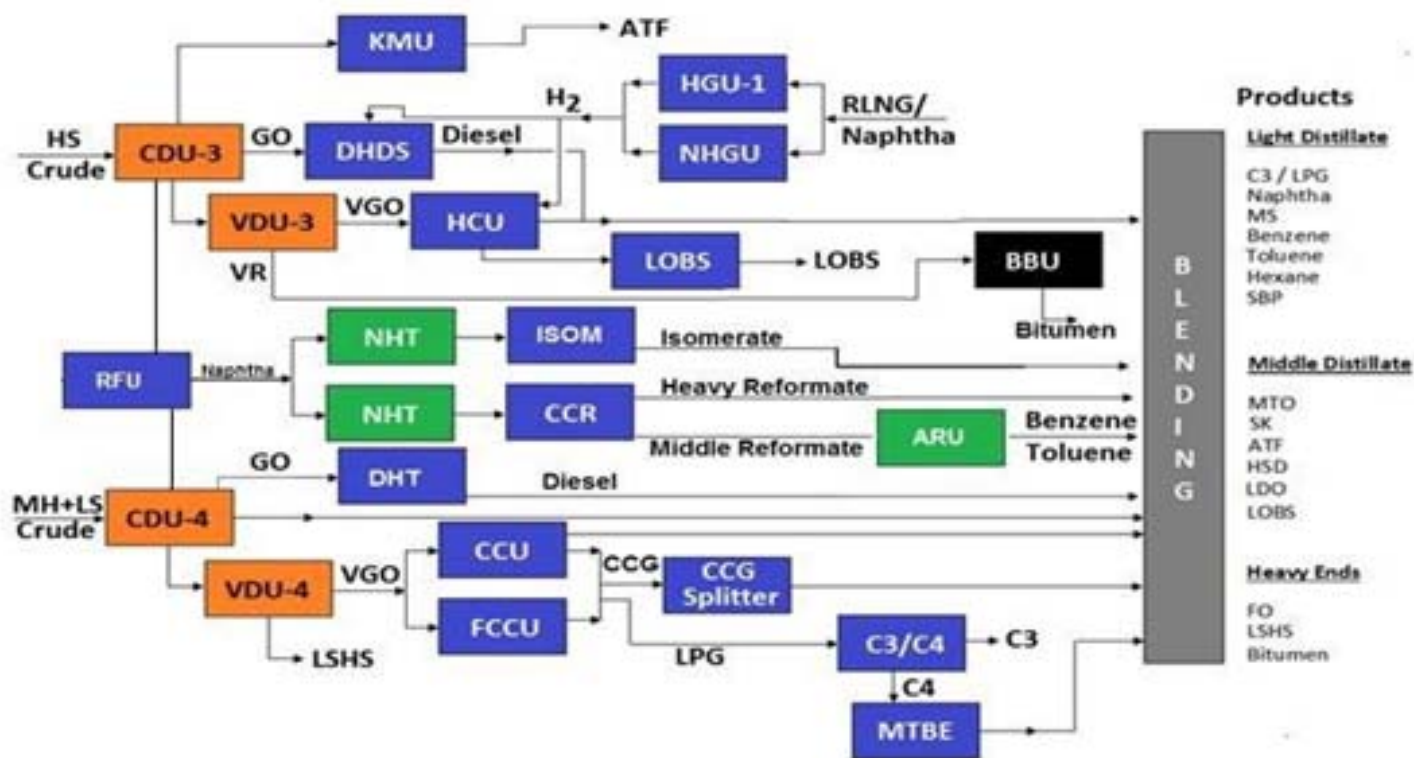 KMU
ATF
HGU-1
H2
RLNG/
Naphtha
NHGU
HS
Crude
CDU-3
GO
DHDS
Diesel
VDU-3
VGO
HCU
VR
LOBS
LOBS
BBU
Bitumen
RFU
Naphtha
NHT
ISOM
Isomerate
NHT
CCR
Heavy Reformate
Middle Reformate
ARU
Benzene
Toluene
GO
DHT
Diesel
MH+LS
Crude
CDU-4
VDU-4
VGO
LSHS
CCU
FCCU
CCG
CCG
Splitter
LPG
C3/C4
C3
C4
MTBE
BLENDING
Products
Light Distillate
C3 / LPG
Naphtha
MS
Benzene
Toluene
Hexane
SBP
Middle Distillate
MTO
SK
ATF
HSD
LDO
LOBS
Heavy Ends
FO
LSHS
Bitumen